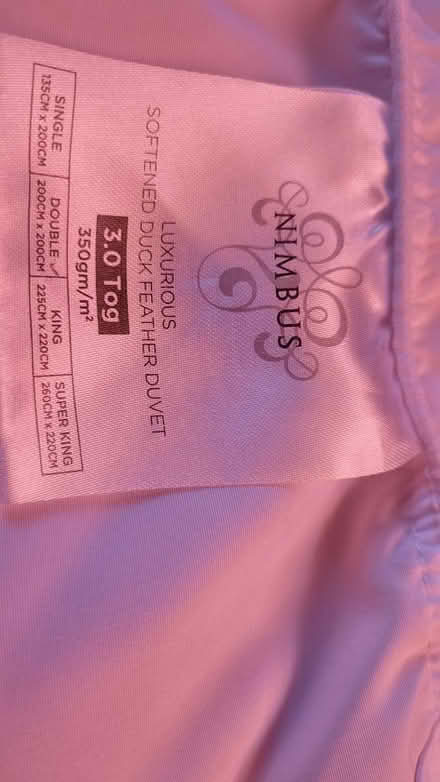 NIMBUS
LUXURIOUS
SOFTENED DUCK FEATHER DUVET
3.0 Tog
350gm/m²
SINGLE
135CM x 200CM
DOUBLE ✓
200CM x 200CM
KING
225CM x 220CM
SUPER KING
260CM x 220CM